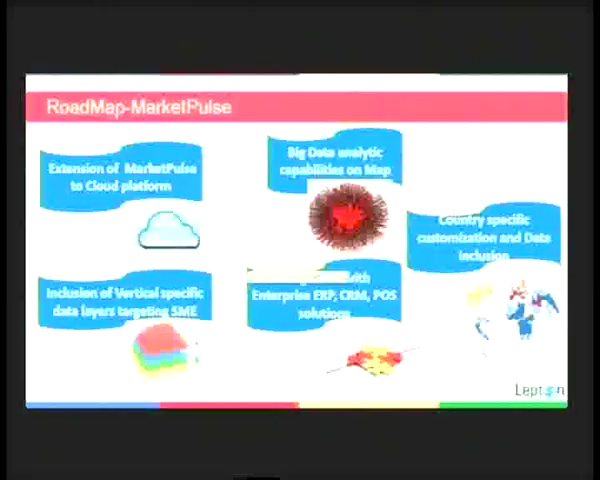 RoadMap-MarketPulse
Extension of MarketPulse
to Cloud platform
Big Data analytic
capabilities on Map
Country specific
customization and Data
inclusion
Inclusion of Vertical specific
data layers targeting SME
with
Enterprise ERP, CRM, POS
solutions
Lepton